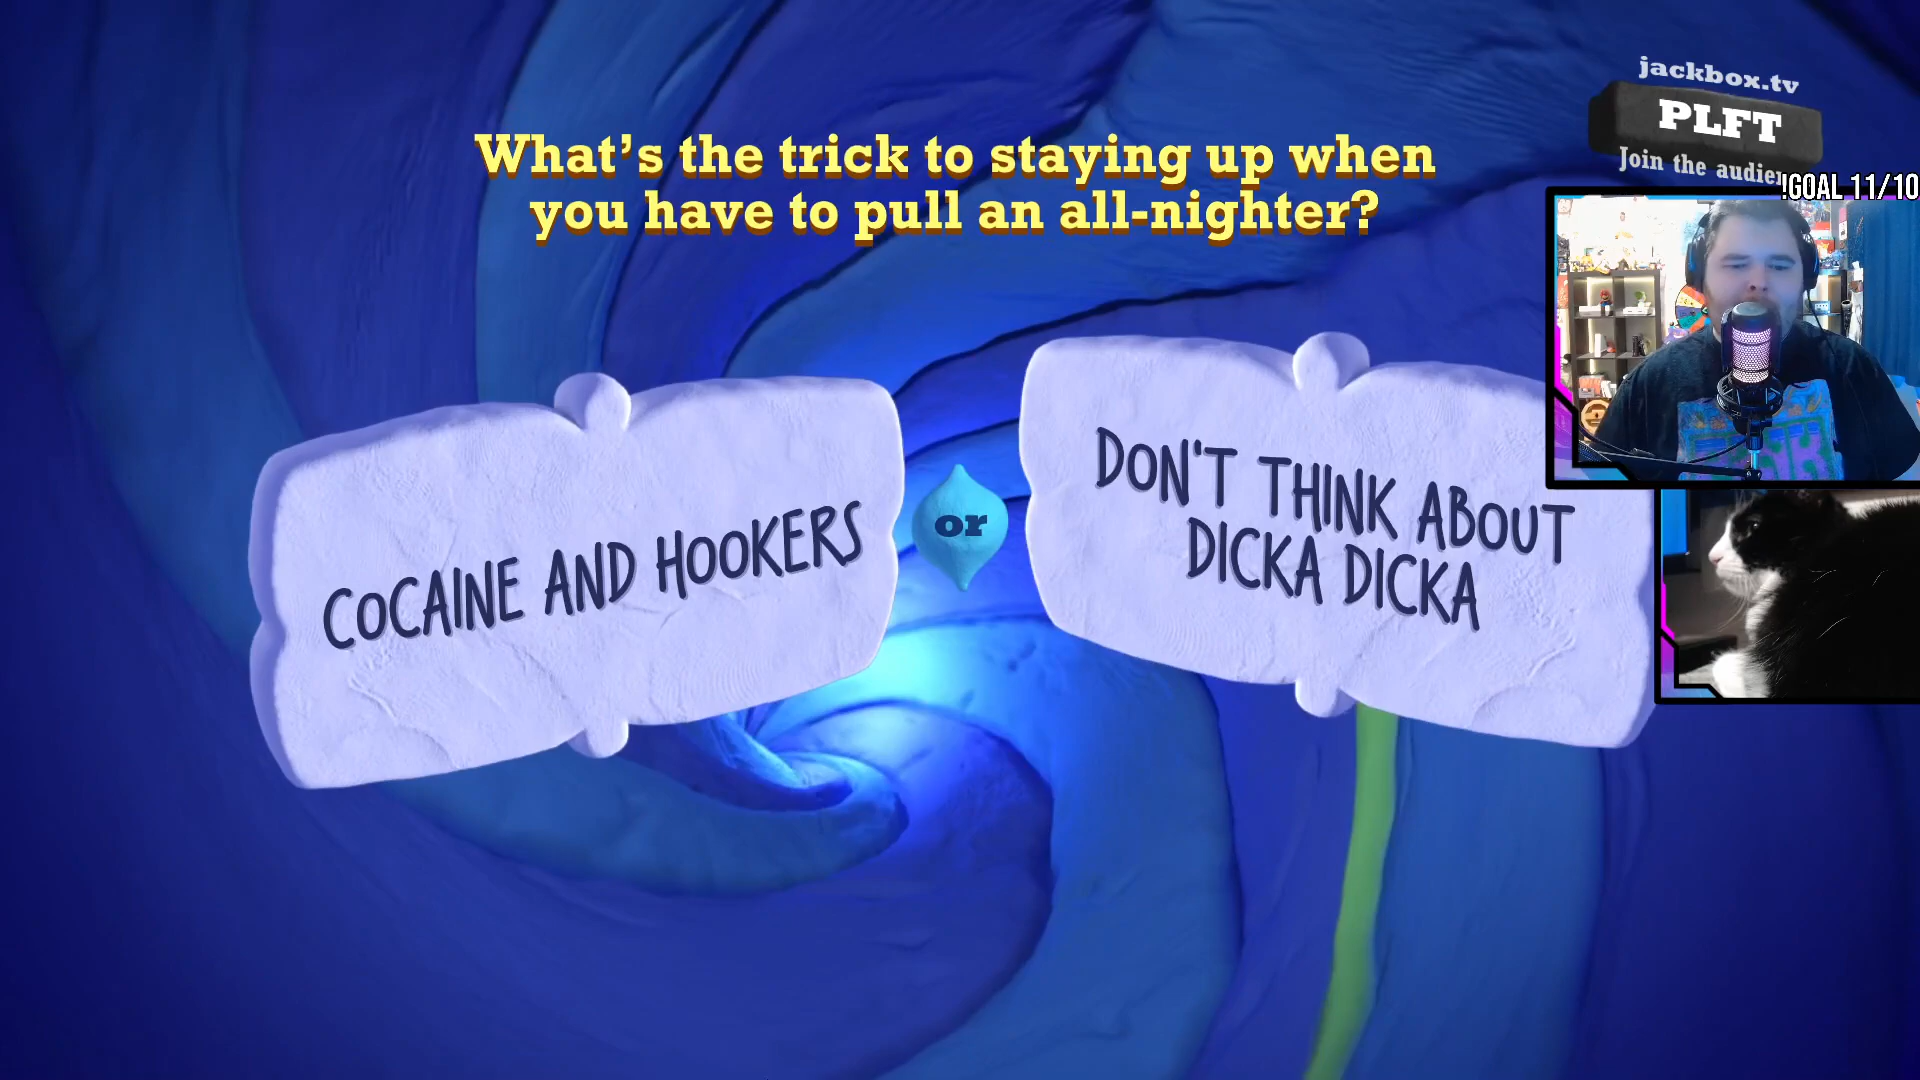 jackbox.tv
PLFT
Join the audie
!GOAL 11/10
What's the trick to staying up when
you have to pull an all-nighter?
COCAINE AND HOOKERS
or
DON'T THINK ABOUT
DICKA DICKA